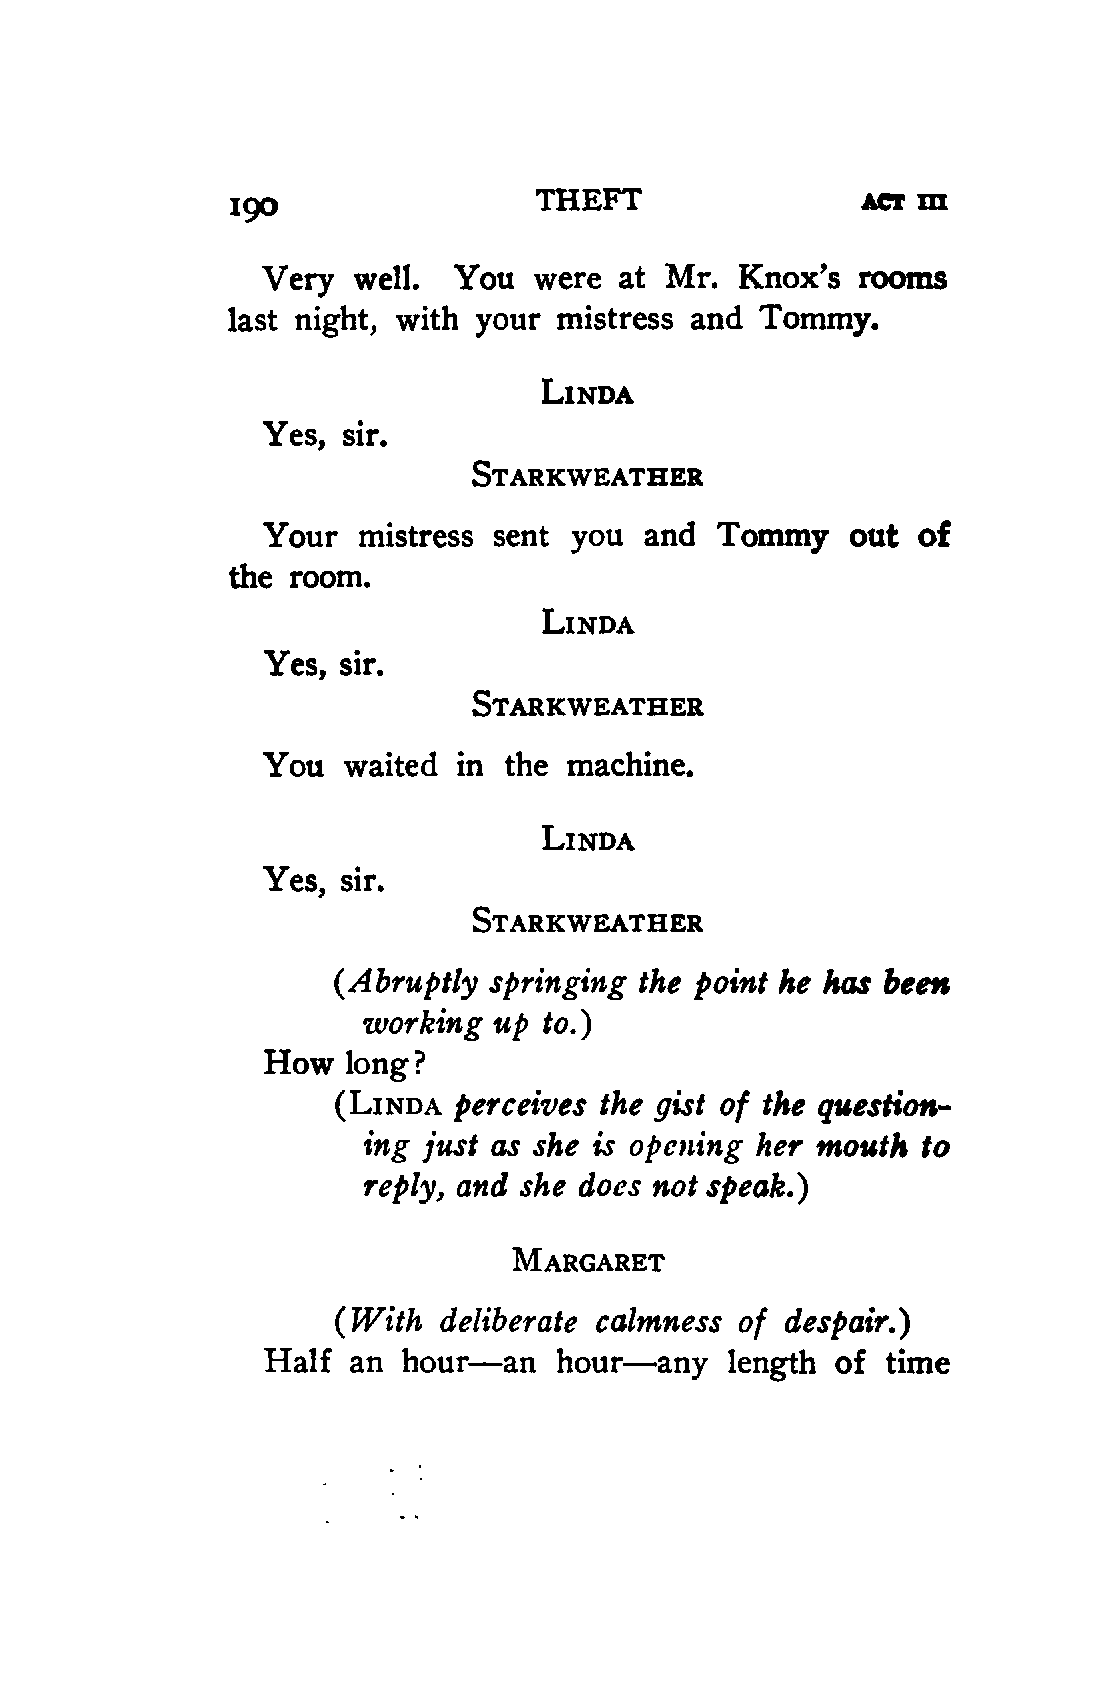 190 THEFT ACT III
Very well. You were at Mr. Knox's rooms
last night, with your mistress and Tommy.
LINDA
Yes, sir.
STARKWEATHER
Your mistress sent you and Tommy out of
the room.
LINDA
Yes, sir.
STARKWEATHER
You waited in the machine.
LINDA
Yes, sir.
STARKWEATHER
(Abruptly springing the point he has been
working up to.)
How long?
(LINDA perceives the gist of the question-
ing just as she is opening her mouth to
reply, and she does not speak.)
MARGARET
(With deliberate calmness of despair.)
Half an hour—an hour—any length of time